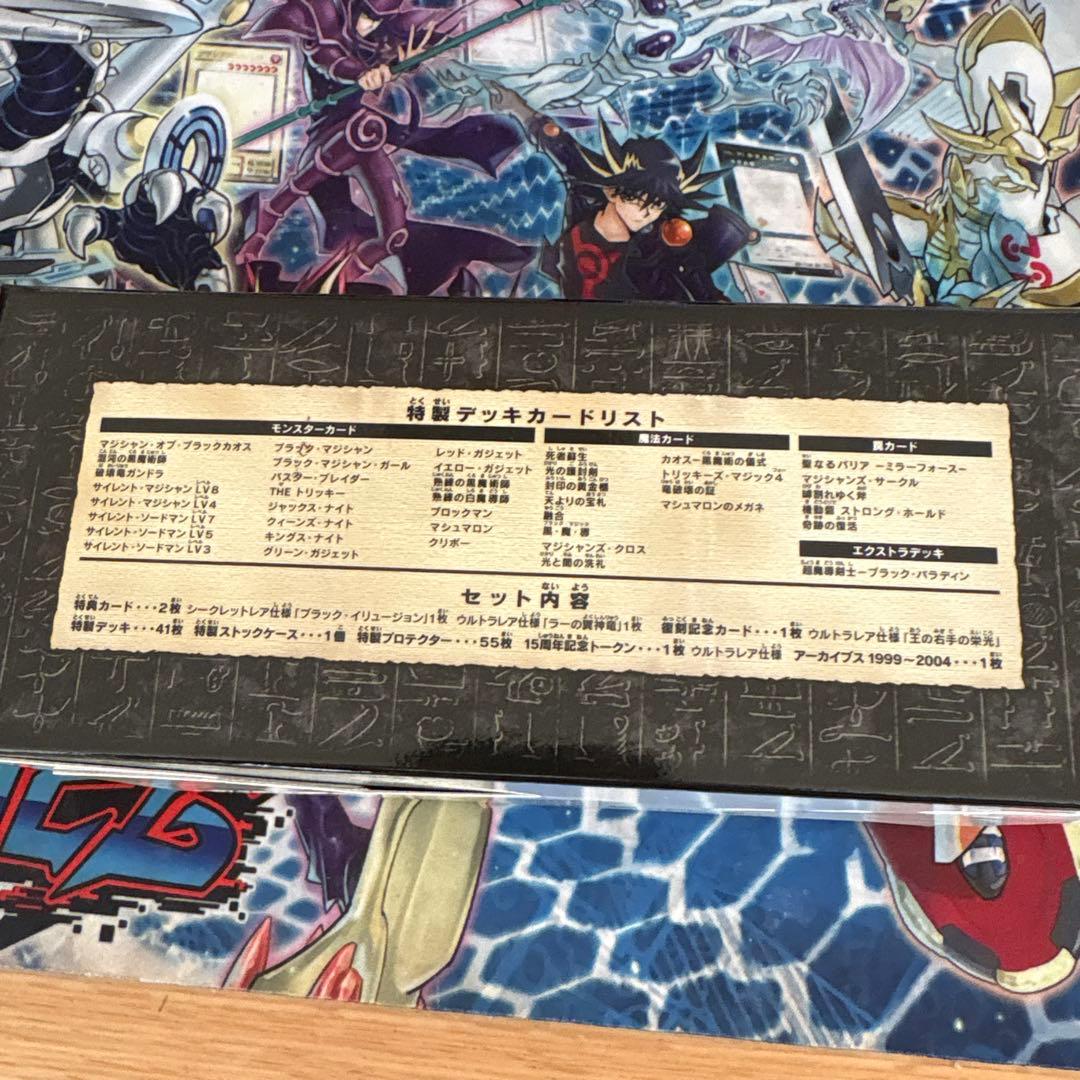 特製デッキカードリスト
モンスターカード
マジシャン・オブ・ブラックカオス
混沌の黒魔術師
破壊竜ガンドラ
サイレント・マジシャン LV8
サイレント・マジシャン LV4
サイレント・ソードマン LV7
サイレント・ソードマン LV5
サイレント・ソードマン LV3
ブラック・マジシャン
ブラック・マジシャン・ガール
バスター・ブレイダー
THE トリッキー
ジャックス・ナイト
クィーンズ・ナイト
キングス・ナイト
グリーン・ガジェット
レッド・ガジェット
イエロー・ガジェット
熟練の黒魔術師
熟練の白魔導師
ブロックマン
マシュマロン
クリボー
魔法カード
死者蘇生
光の護封剣
封印の黄金櫃
天よりの宝札
融合
黒・魔・導
マジシャンズ・クロス
光と闇の洗礼
カオスー黒魔術の儀式
トリッキーズ・マジック4
竜破壊の証
マシュマロンのメガネ
罠カード
聖なるバリア －ミラーフォース－
マジシャンズ・サークル
機動砦 ストロング・ホールド
奇跡の復活
エクストラデッキ
超魔導剣士－ブラック・パラディン
セット内容
特典カード・・・2枚 シークレットレア仕様「ブラック・イリュージョン」1枚 ウルトラレア仕様「ラーの翼神竜」1枚 復刻記念カード・・・1枚 ウルトラレア仕様「王の右手の栄光」
特製デッキ・・・41枚 特製ストックケース・・・1個 特製プロテクター・・・55枚 15周年記念トークン・・・1枚 ウルトラレア仕様 アーカイブス1999～2004・・・1枚